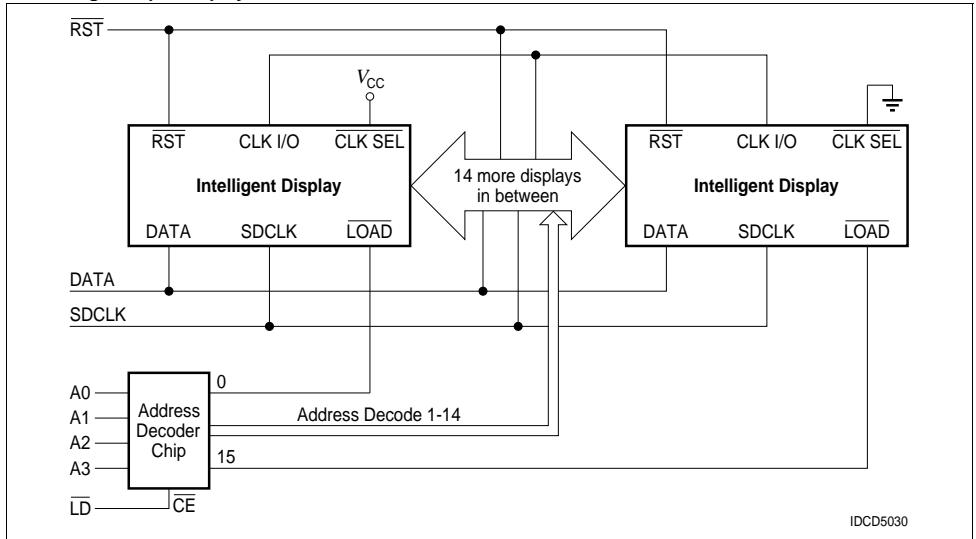 RST
V
CC
RST CLK I/O CLK SEL
Intelligent Display
DATA SDCLK LOAD
14 more displays
in between
RST CLK I/O CLK SEL
Intelligent Display
DATA SDCLK LOAD
DATA
SDCLK
A0
A1
A2
A3
Address
Decoder
Chip
0
Address Decode 1-14
15
LD
CE
IDCD5030